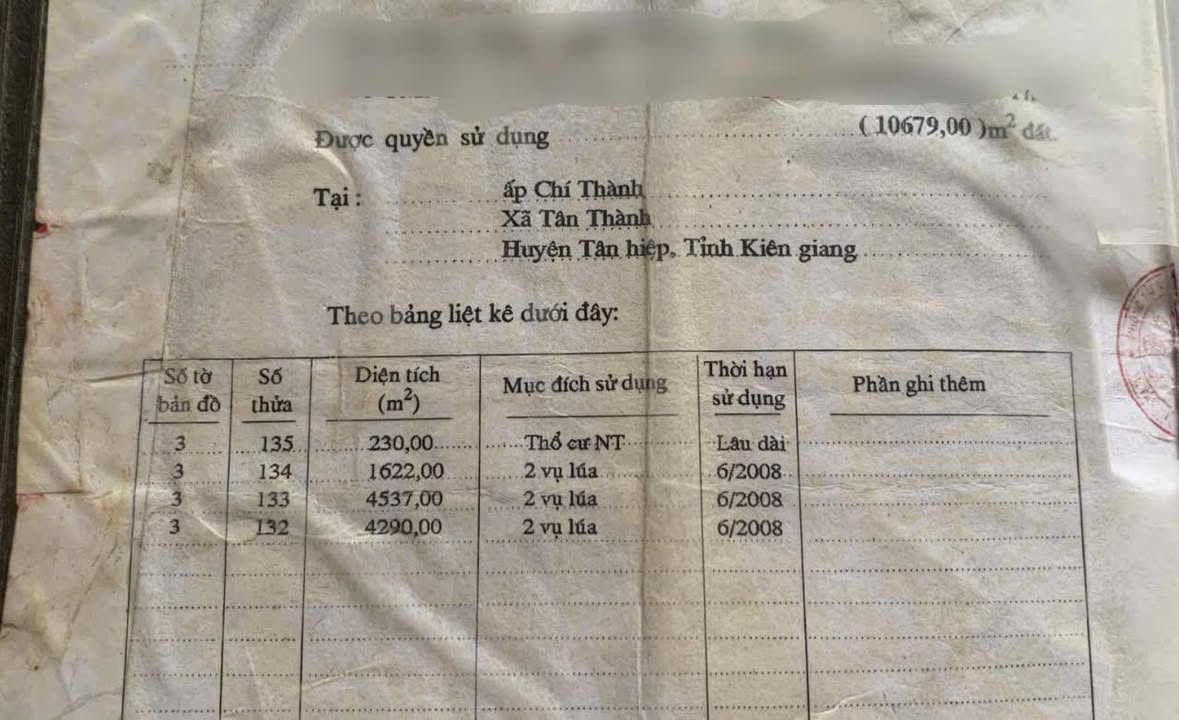 Được quyền sử dụng ( 10679,00 )m² đất
Tại : ấp Chí Thành
Xã Tân Thành
Huyện Tân hiệp, Tỉnh Kiên giang
Theo bảng liệt kê dưới đây:
Số tờ bản đồ Số thửa Diện tích (m²) Mục đích sử dụng Thời hạn sử dụng Phần ghi thêm
3 135 230,00 Thổ cư NT Lâu dài
3 134 1622,00 2 vụ lúa 6/2008
3 133 4537,00 2 vụ lúa 6/2008
3 132 4290,00 2 vụ lúa 6/2008